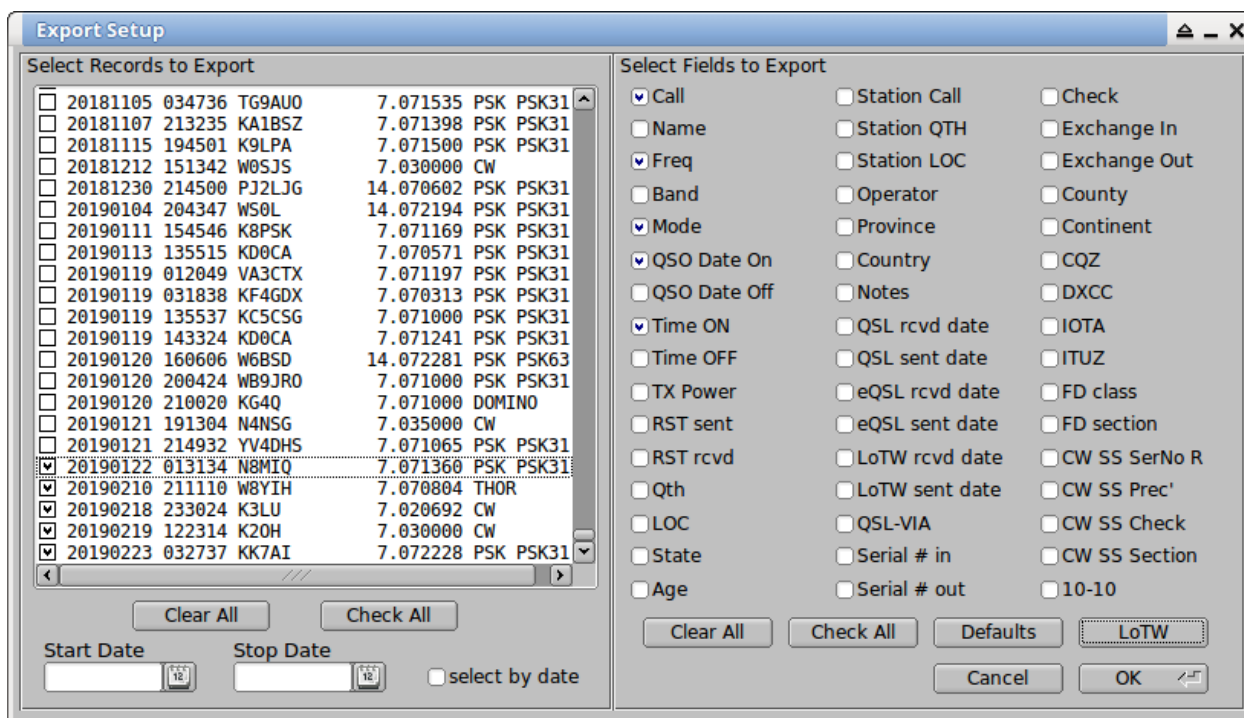 Export Setup
Select Records to Export
20181105 034736 TG9AUO 7.071535 PSK PSK31
20181107 213235 KA1BSZ 7.071398 PSK PSK31
20181115 194501 K9LPA 7.071500 PSK PSK31
20181212 151342 W0SJS 7.030000 CW
20181230 214500 PJ2LJG 14.070602 PSK PSK31
20190104 204347 WS0L 14.072194 PSK PSK31
20190111 154546 K8PSK 7.071169 PSK PSK31
20190113 135515 KD0CA 7.070571 PSK PSK31
20190119 012049 VA3CTX 7.071197 PSK PSK31
20190119 031838 KF4GDX 7.070313 PSK PSK31
20190119 135537 KC5CSG 7.071000 PSK PSK31
20190119 143324 KD0CA 7.071241 PSK PSK31
20190120 160606 W6BSD 14.072281 PSK PSK63
20190120 200424 WB9JRO 7.071000 PSK PSK31
20190120 210020 KG4Q 7.071000 DOMINO
20190121 191304 N4NSG 7.035000 CW
20190121 214932 YV4DHS 7.071065 PSK PSK31
20190122 013134 N8MIQ 7.071360 PSK PSK31
20190210 211110 W8YIH 7.070804 THOR
20190218 233024 K3LU 7.020692 CW
20190219 122314 K2OH 7.030000 CW
20190223 032737 KK7AI 7.072228 PSK PSK31
Clear All Check All
Start Date Stop Date
12 12 select by date
Select Fields to Export
Call Station Call Check
Name Station QTH Exchange In
Freq Station LOC Exchange Out
Band Operator County
Mode Province Continent
QSO Date On Country CQZ
QSO Date Off Notes DXCC
Time ON QSL rcvd date IOTA
Time OFF QSL sent date ITUZ
TX Power eQSL rcvd date FD class
RST sent eQSL sent date FD section
RST rcvd LoTW rcvd date CW SS SerNo R
Qth LoTW sent date CW SS Prec'
LOC QSL-VIA CW SS Check
State Serial # in CW SS Section
Age Serial # out 10-10
Clear All Check All Defaults LoTW
Cancel OK